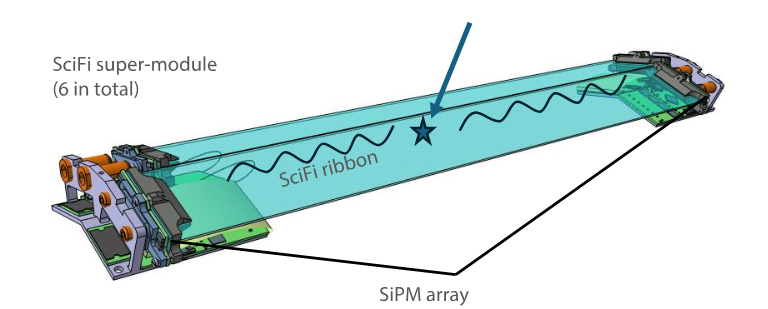 SciFi super-module
(6 in total)
SciFi ribbon
SiPM array